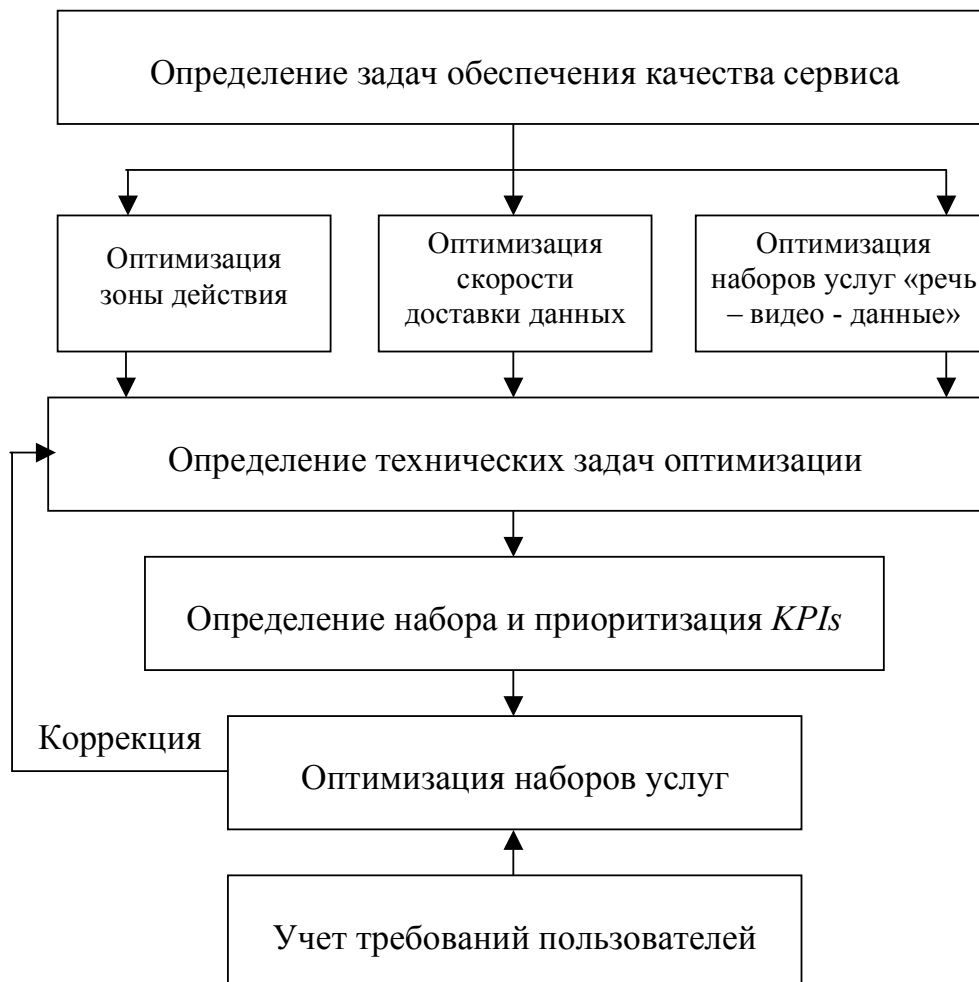 Определение задач обеспечения качества сервиса
Оптимизация
зоны действия
Оптимизация
скорости
доставки данных
Оптимизация
наборов услуг «речь
– видео - данные»
Определение технических задач оптимизации
Определение набора и приоритизация KPIs
Коррекция
Оптимизация наборов услуг
Учет требований пользователей